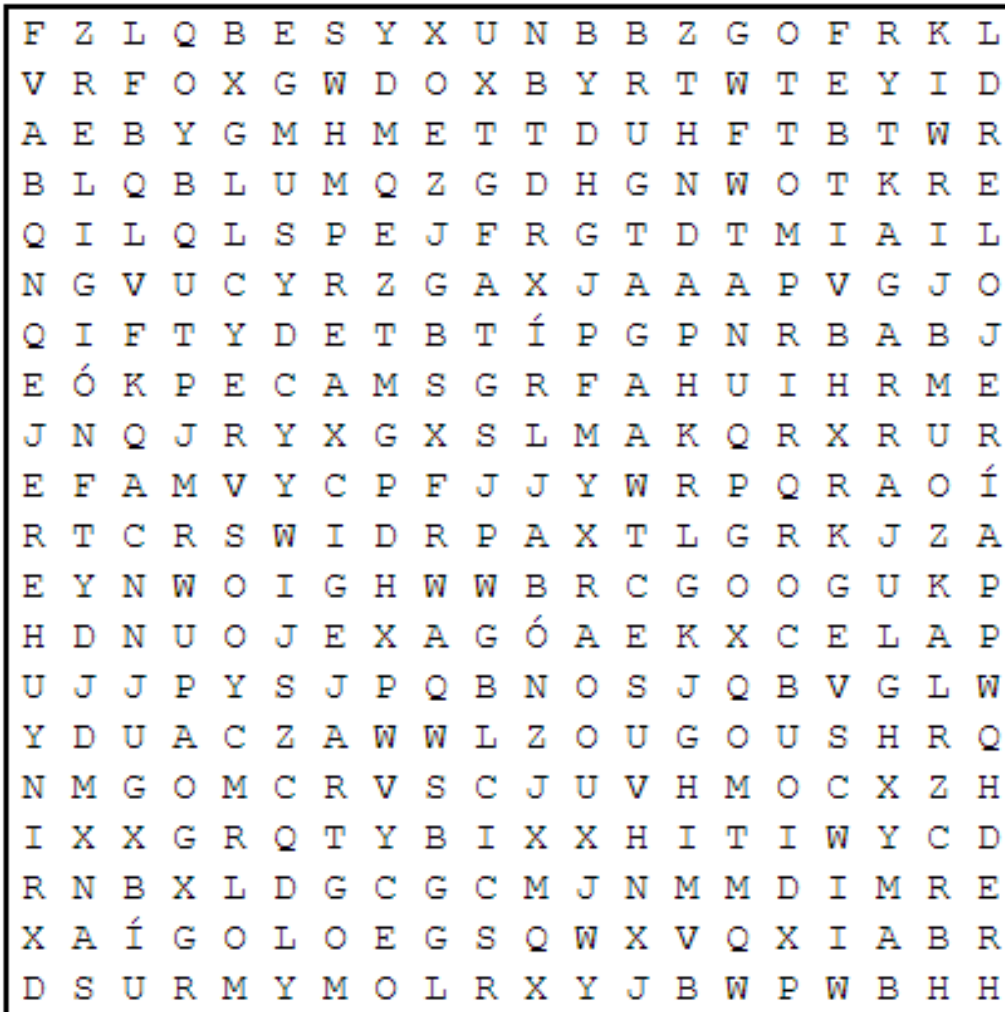 F Z L Q B E S Y X U N B B Z G O F R K L
V R F O X G W D O X B Y R T W T E Y I D
A E B Y G M H M E T T D U H F T B T W R
B L Q B L U M Q Z G D H G N W O T K R E
Q I L Q L S P E J F R G T D T M I A I L
N G V U C Y R Z G A X J A A A P V G J O
Q I F T Y D E T B T Í P G P N R B A B J
E Ó K P E C A M S G R F A H U I H R M E
J N Q J R Y X G X S L M A K Q R X R U R
E F A M V Y C P F J J Y W R P Q R A O Í
R T C R S W I D R P A X T L G R K J Z A
E Y N W O I G H W W B R C G O O G U K P
H D N U O J E X A G Ó A E K X C E L A P
U J J P Y S J P Q B N O S J Q B V G L W
Y D U A C Z A W W L Z O U G O U S H R Q
N M G O M C R V S C J U V H M O C X Z H
I X X G R Q T Y B I X X H I T I W Y C D
R N B X L D G C G C M J N M M D I M R E
X A Í G O L O E G S Q W X V Q X I A B R
D S U R M Y M O L R X Y J B W P W B H H